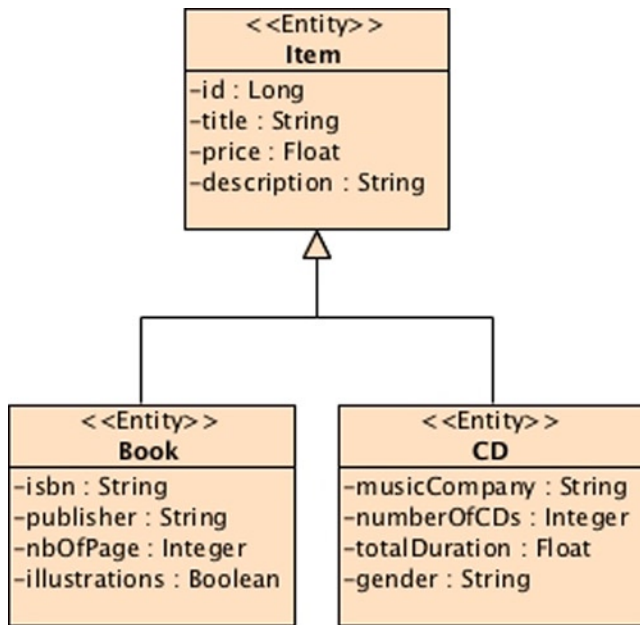 <<Entity>>
Item
-id : Long
-title : String
-price : Float
-description : String
<<Entity>>
Book
-isbn : String
-publisher : String
-nbOfPage : Integer
-illustrations : Boolean
<<Entity>>
CD
-musicCompany : String
-numberOfCDs : Integer
-totalDuration : Float
-gender : String